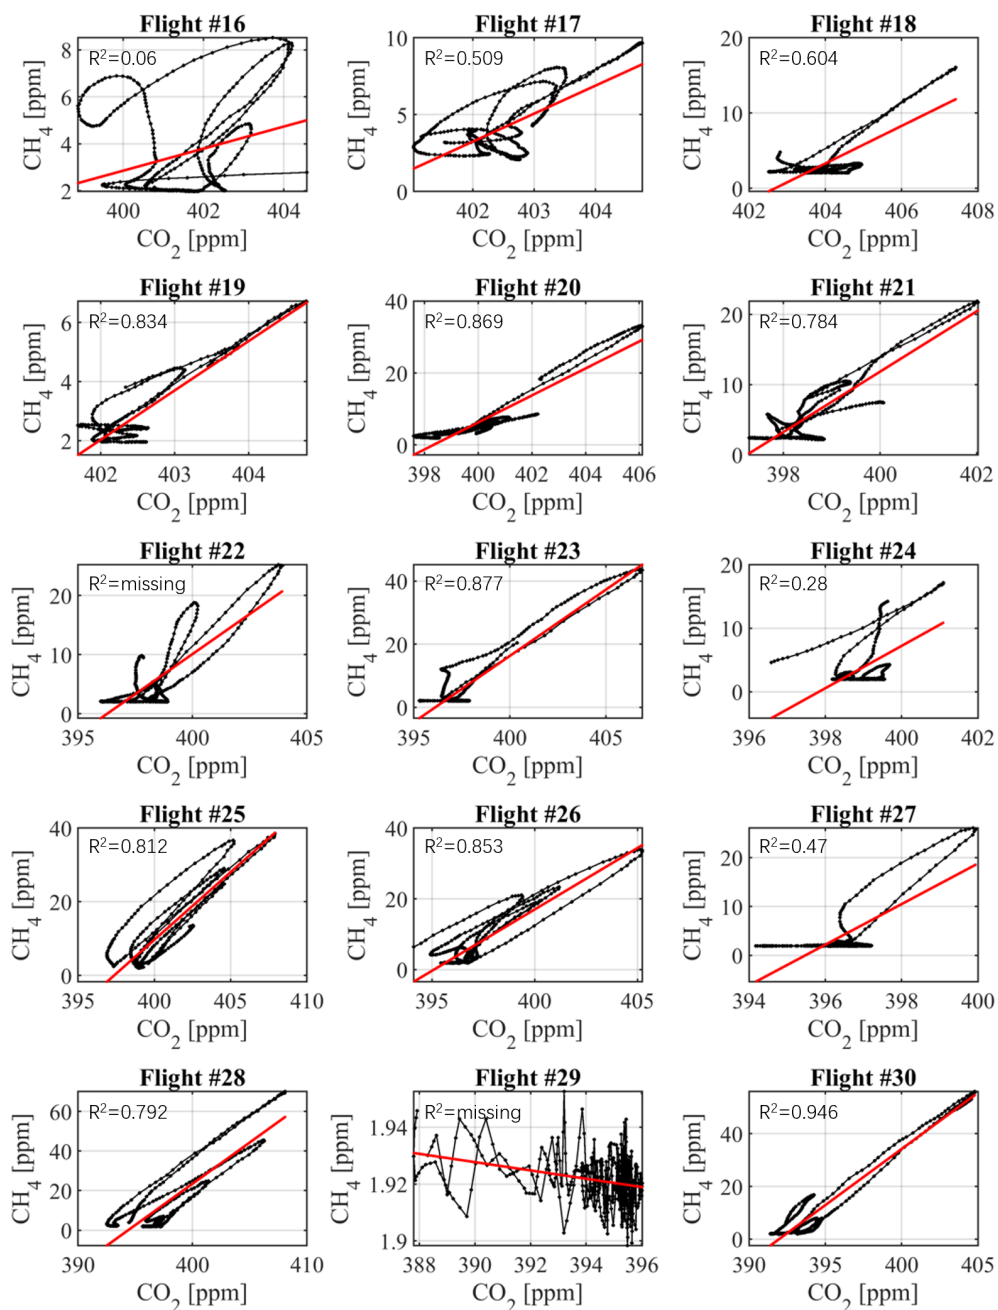 Flight #16
R²=0.06
8
6
4
2
CH₄ [ppm]
400
402
404
CO₂ [ppm]
Flight #17
R²=0.509
10
5
0
CH₄ [ppm]
402
403
404
CO₂ [ppm]
Flight #18
R²=0.604
20
10
0
CH₄ [ppm]
402
404
406
408
CO₂ [ppm]
Flight #19
R²=0.834
6
4
2
CH₄ [ppm]
402
403
404
CO₂ [ppm]
Flight #20
R²=0.869
40
20
0
CH₄ [ppm]
398
400
402
404
406
CO₂ [ppm]
Flight #21
R²=0.784
20
10
0
CH₄ [ppm]
398
400
402
CO₂ [ppm]
Flight #22
R²=missing
20
10
0
CH₄ [ppm]
395
400
405
CO₂ [ppm]
Flight #23
R²=0.877
40
20
0
CH₄ [ppm]
395
400
405
CO₂ [ppm]
Flight #24
R²=0.28
20
10
0
CH₄ [ppm]
396
398
400
402
CO₂ [ppm]
Flight #25
R²=0.812
40
20
0
CH₄ [ppm]
395
400
405
410
CO₂ [ppm]
Flight #26
R²=0.853
40
20
0
CH₄ [ppm]
395
400
405
CO₂ [ppm]
Flight #27
R²=0.47
20
10
0
CH₄ [ppm]
394
396
398
400
CO₂ [ppm]
Flight #28
R²=0.792
60
40
20
0
CH₄ [ppm]
390
400
410
CO₂ [ppm]
Flight #29
R²=missing
1.94
1.92
1.9
CH₄ [ppm]
388
390
392
394
396
CO₂ [ppm]
Flight #30
R²=0.946
40
20
0
CH₄ [ppm]
390
395
400
405
CO₂ [ppm]